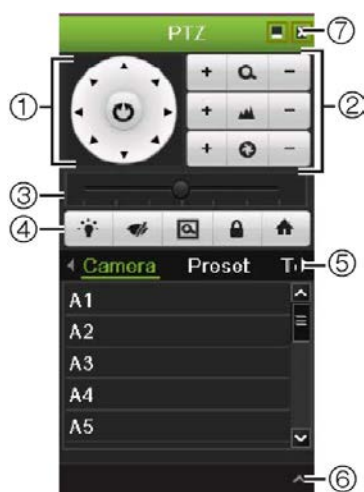 PTZ
①
②
③
④
⑤
⑥
⑦
+ −
+ −
+ −
Camera Preset
A1
A2
A3
A4
A5